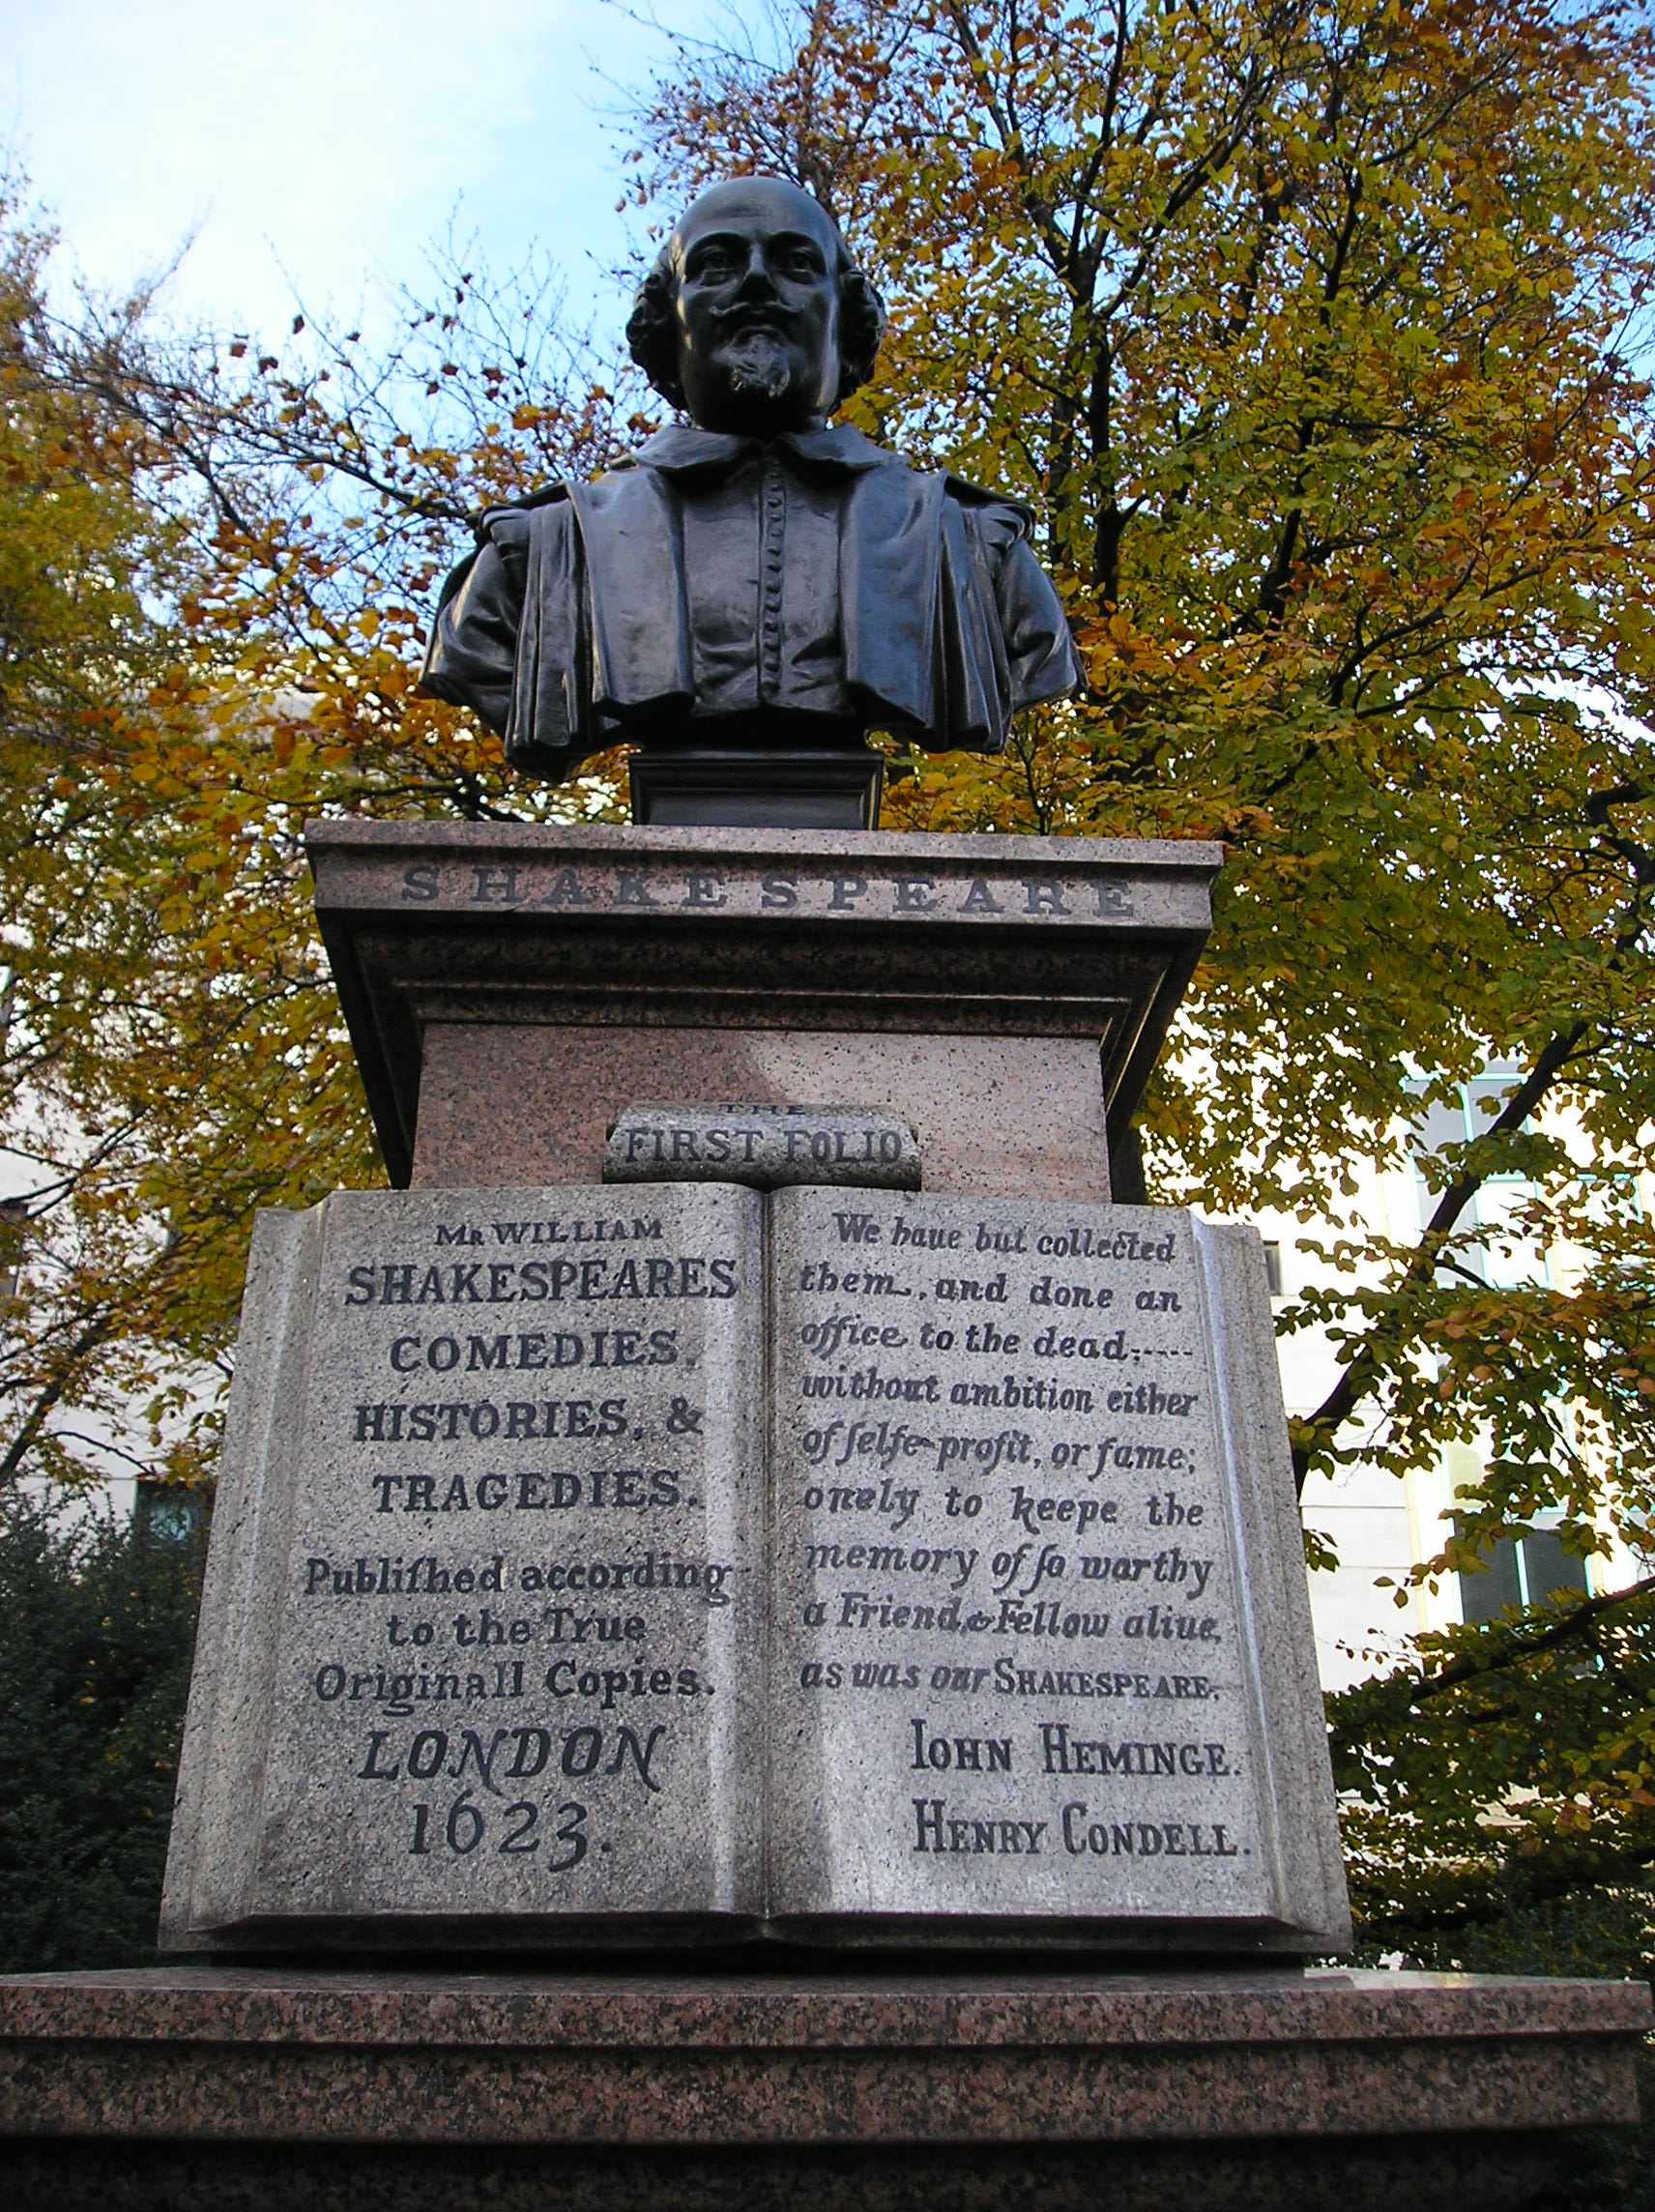 SHAKESPEARE
THE
FIRST FOLIO
MR WILLIAM
SHAKESPEARES
COMEDIES,
HISTORIES, &
TRAGEDIES.
Publiſhed according
to the True
Originall Copies.
LONDON
1623.
We haue but collected
them, and done an
office to the dead;-----
without ambition either
of ſelfe-profit, or fame;
onely to keepe the
memory of ſo worthy
a Friend, & Fellow aliue,
as was our SHAKESPEARE.
IOHN HEMINGE.
HENRY CONDELL.